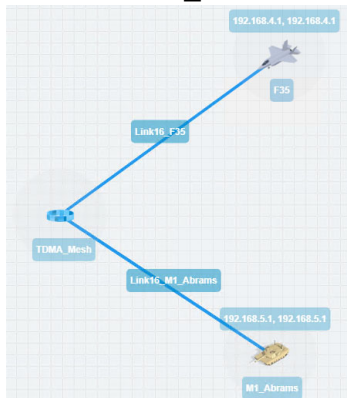 192.168.4.1, 192.168.4.1
F35
Link16_F35
TDMA_Mesh
Link16_M1_Abrams
192.168.5.1, 192.168.5.1
M1_Abrams